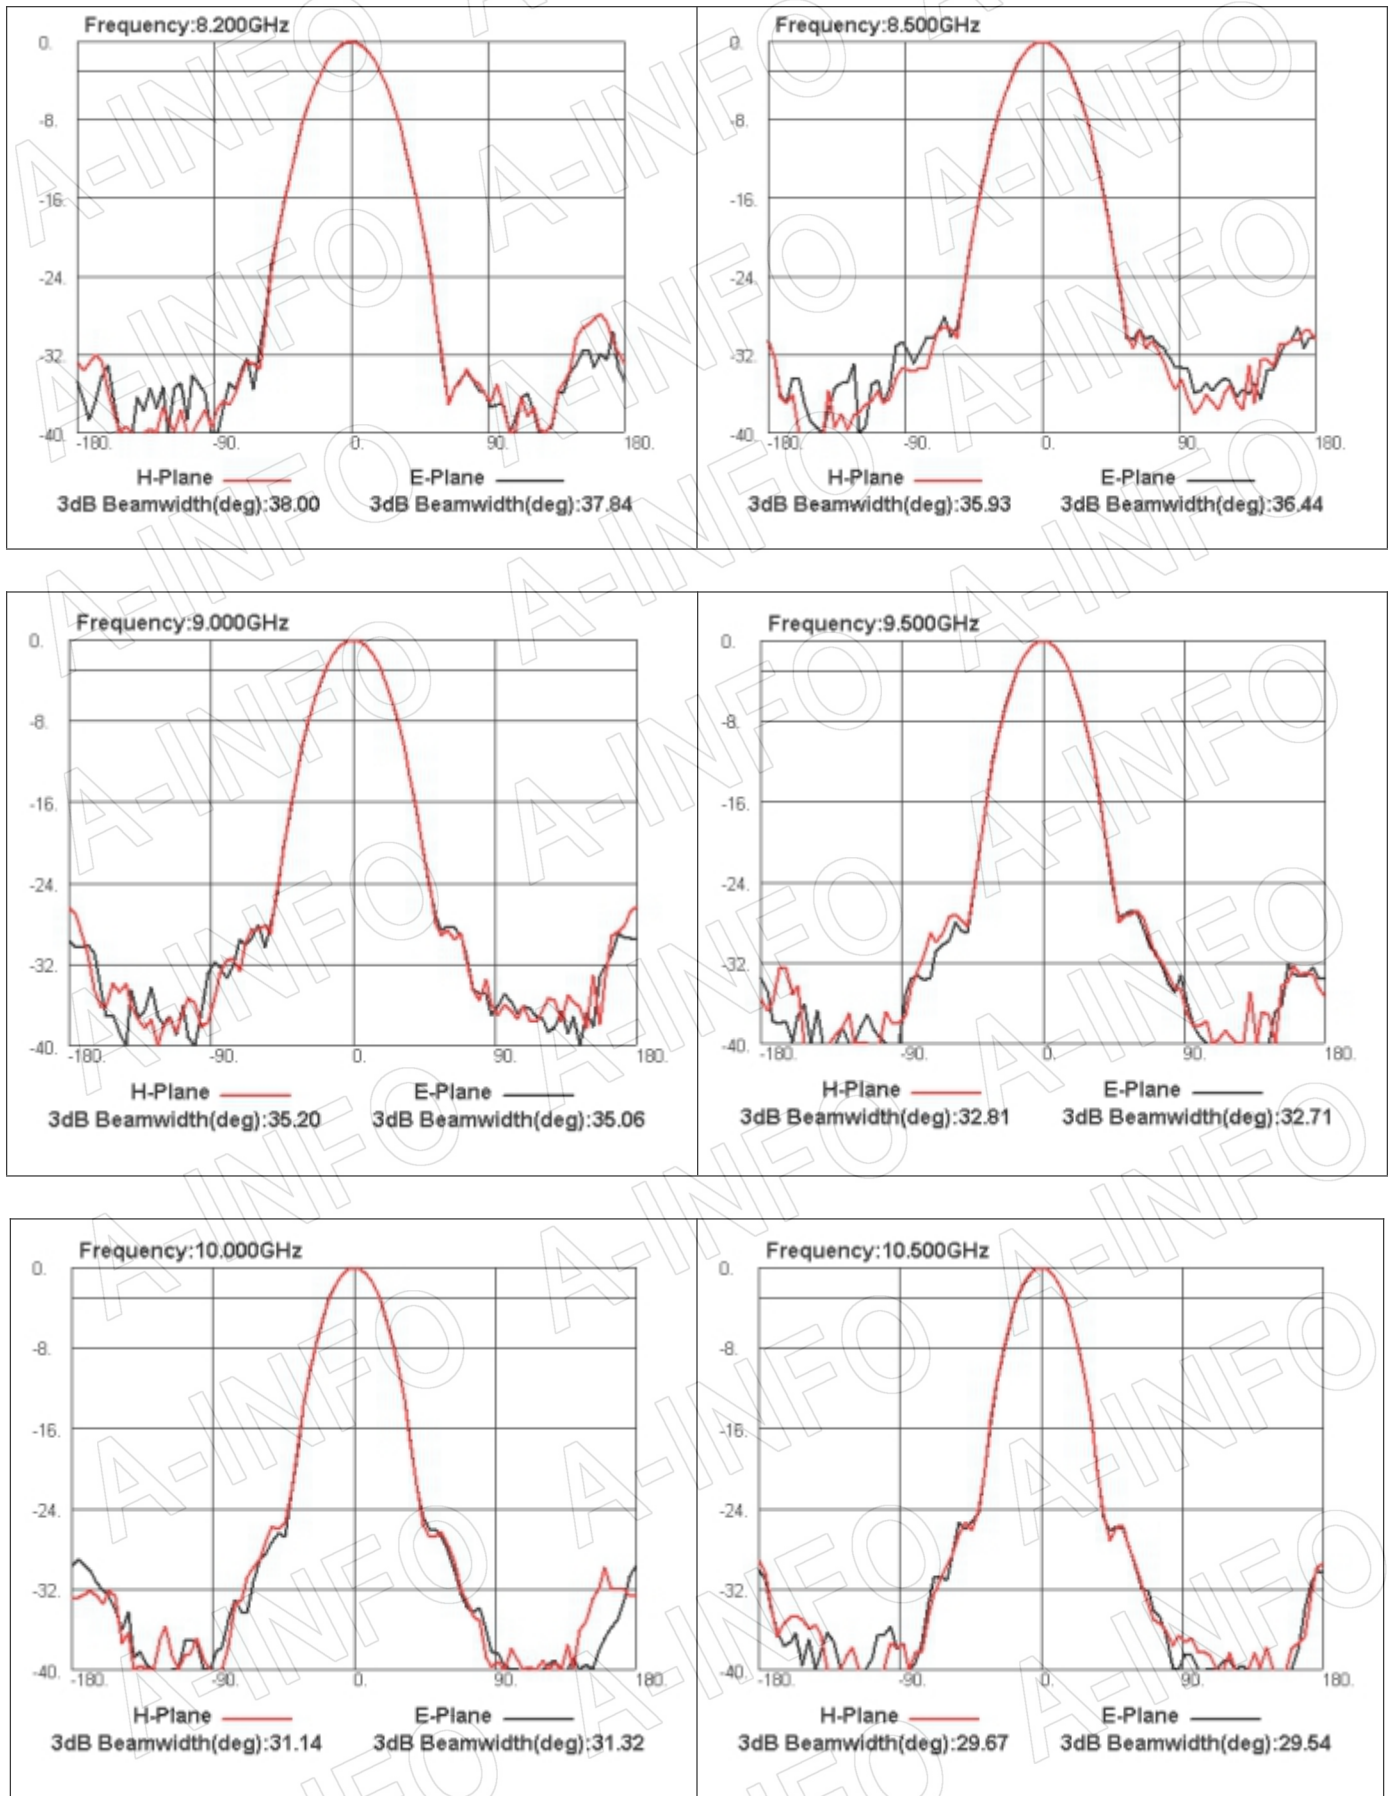 Frequency:8.200GHz
0.
-8.
-16.
-24.
-32.
-40.
-180. -90. 0. 90. 180.
H-Plane E-Plane
3dB Beamwidth(deg):38.00 3dB Beamwidth(deg):37.84
Frequency:8.500GHz
0.
-8.
-16.
-24.
-32.
-40.
-180. -90. 0. 90. 180.
H-Plane E-Plane
3dB Beamwidth(deg):35.93 3dB Beamwidth(deg):36.44
Frequency:9.000GHz
0.
-8.
-16.
-24.
-32.
-40.
-180. -90. 0. 90. 180.
H-Plane E-Plane
3dB Beamwidth(deg):35.20 3dB Beamwidth(deg):35.06
Frequency:9.500GHz
0.
-8.
-16.
-24.
-32.
-40.
-180. -90. 0. 90. 180.
H-Plane E-Plane
3dB Beamwidth(deg):32.81 3dB Beamwidth(deg):32.71
Frequency:10.000GHz
0.
-8.
-16.
-24.
-32.
-40.
-180. -90. 0. 90. 180.
H-Plane E-Plane
3dB Beamwidth(deg):31.14 3dB Beamwidth(deg):31.32
Frequency:10.500GHz
0.
-8.
-16.
-24.
-32.
-40.
-180. -90. 0. 90. 180.
H-Plane E-Plane
3dB Beamwidth(deg):29.67 3dB Beamwidth(deg):29.54
A-INFO